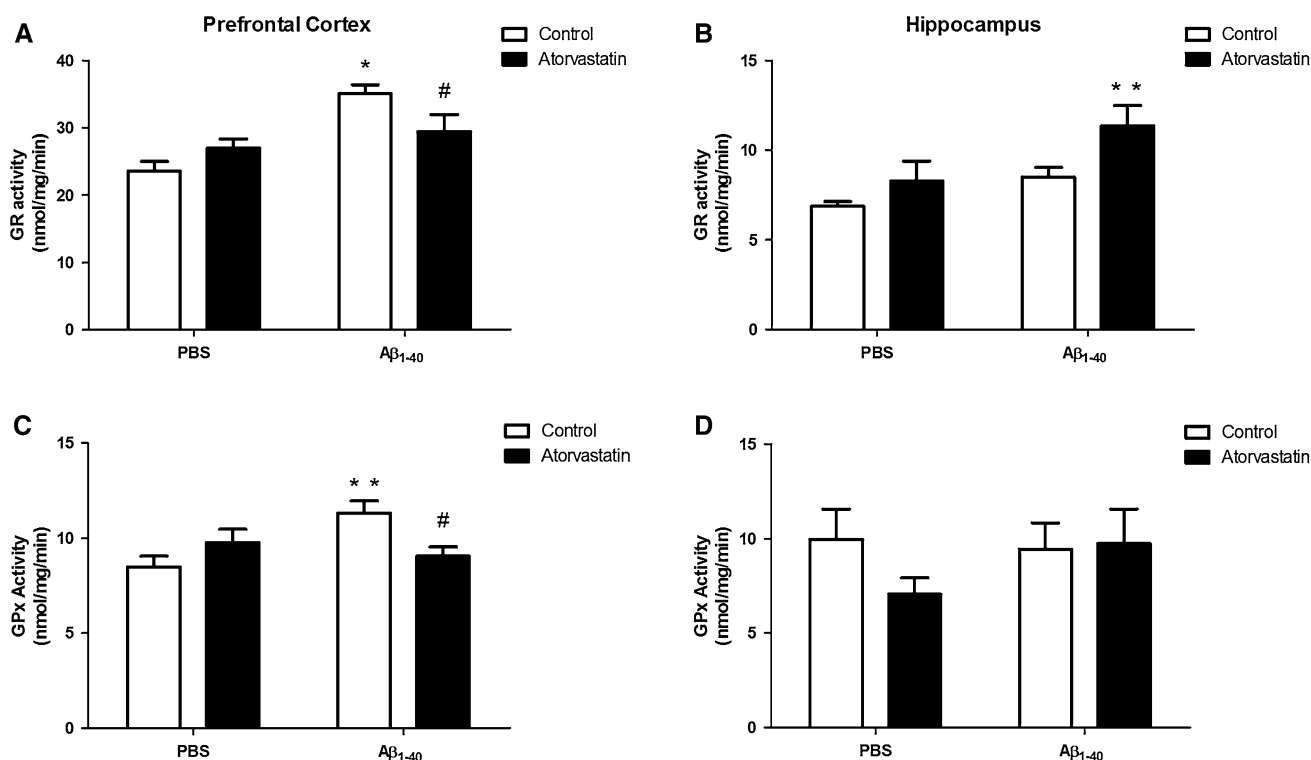 A
Prefrontal Cortex
Control
Atorvastatin
GR activity
(nmol/mg/min)
40
30
20
10
0
*
#
PBS
Aβ1-40
B
Hippocampus
Control
Atorvastatin
GR activity
(nmol/mg/min)
15
10
5
0
* *
PBS
Aβ1-40
C
Control
Atorvastatin
GPx Activity
(nmol/mg/min)
15
10
5
0
* *
#
PBS
Aβ1-40
D
Control
Atorvastatin
GPx Activity
(nmol/mg/min)
15
10
5
0
PBS
Aβ1-40